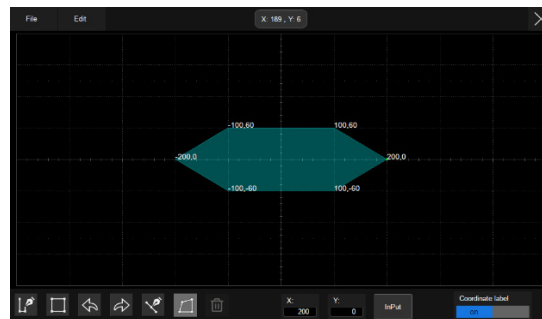 File Edit X: 189 , Y: 6
-100,60 100,60
-200,0 200,0
-100,-60 100,-60
X: Y: Coordinate label
200 0 InPut on